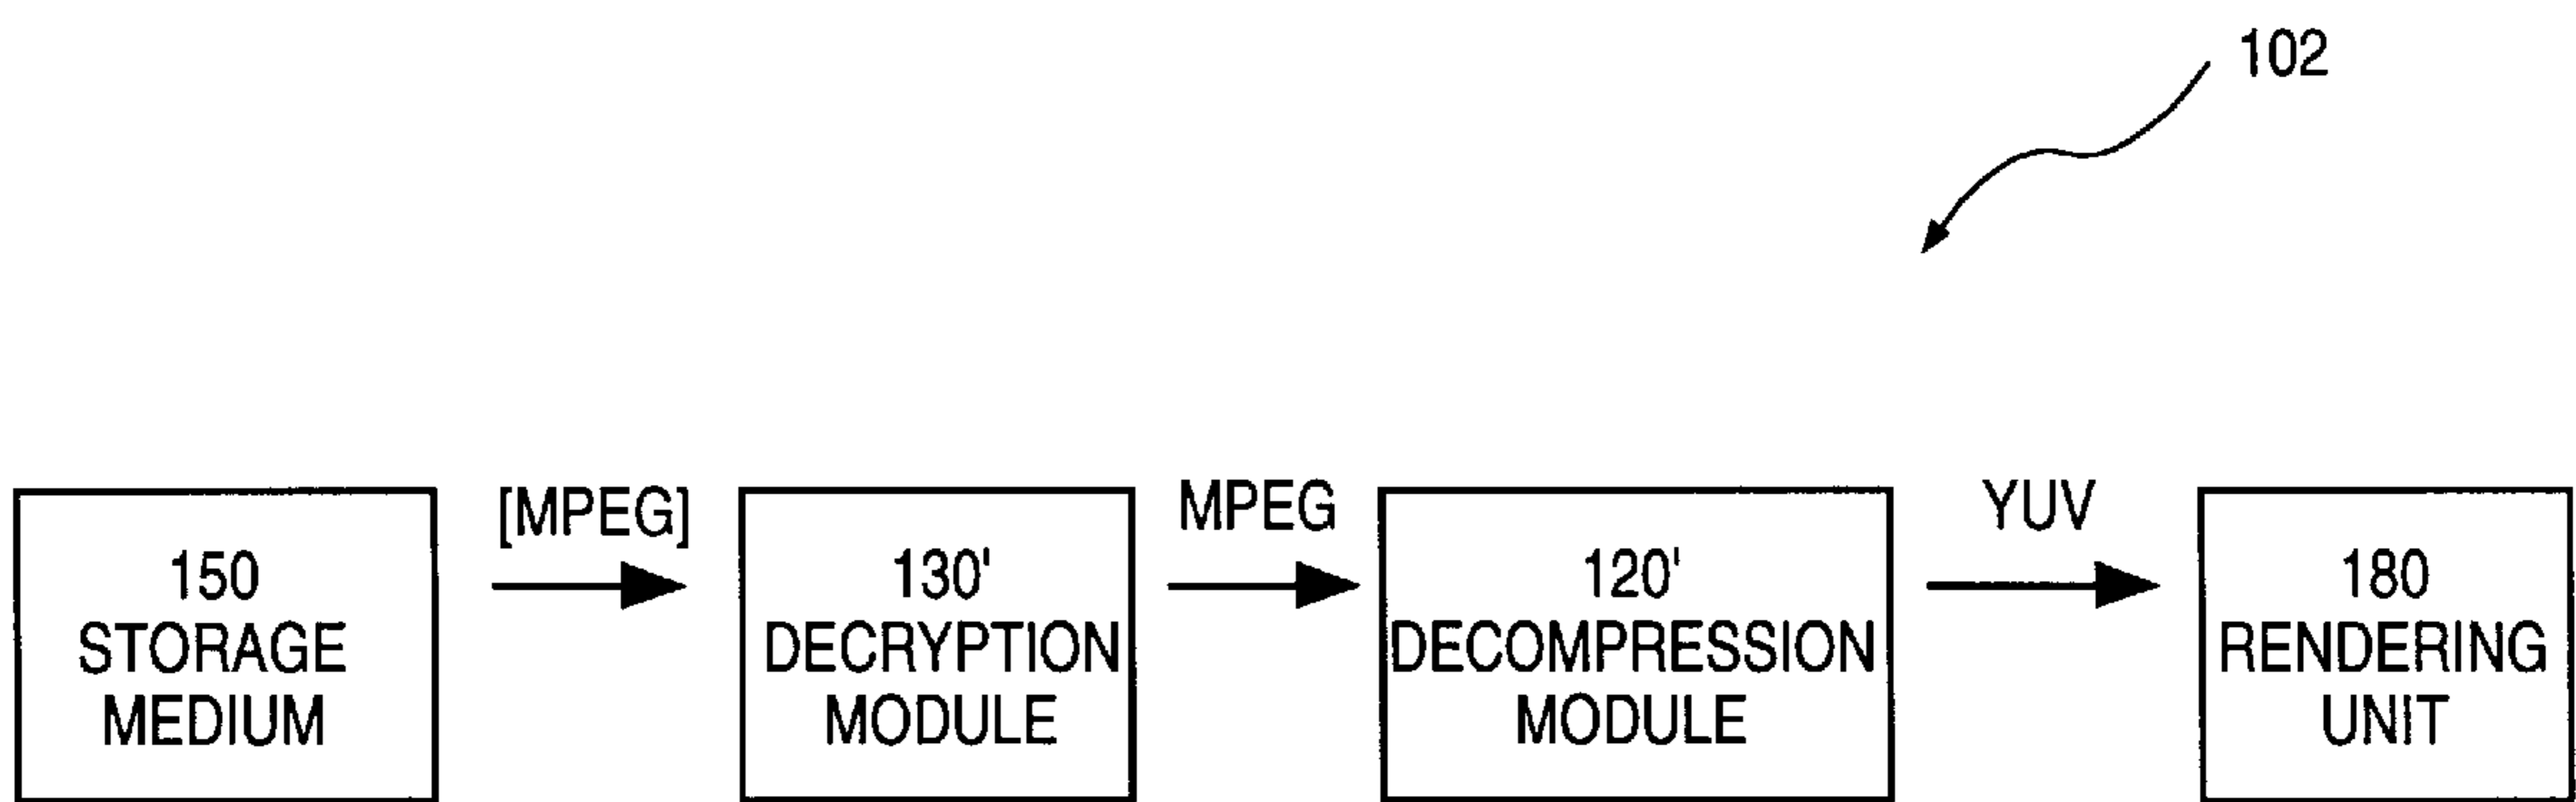 102
[MPEG]
MPEG
YUV
150
STORAGE
MEDIUM
130'
DECRYPTION
MODULE
120'
DECOMPRESSION
MODULE
180
RENDERING
UNIT